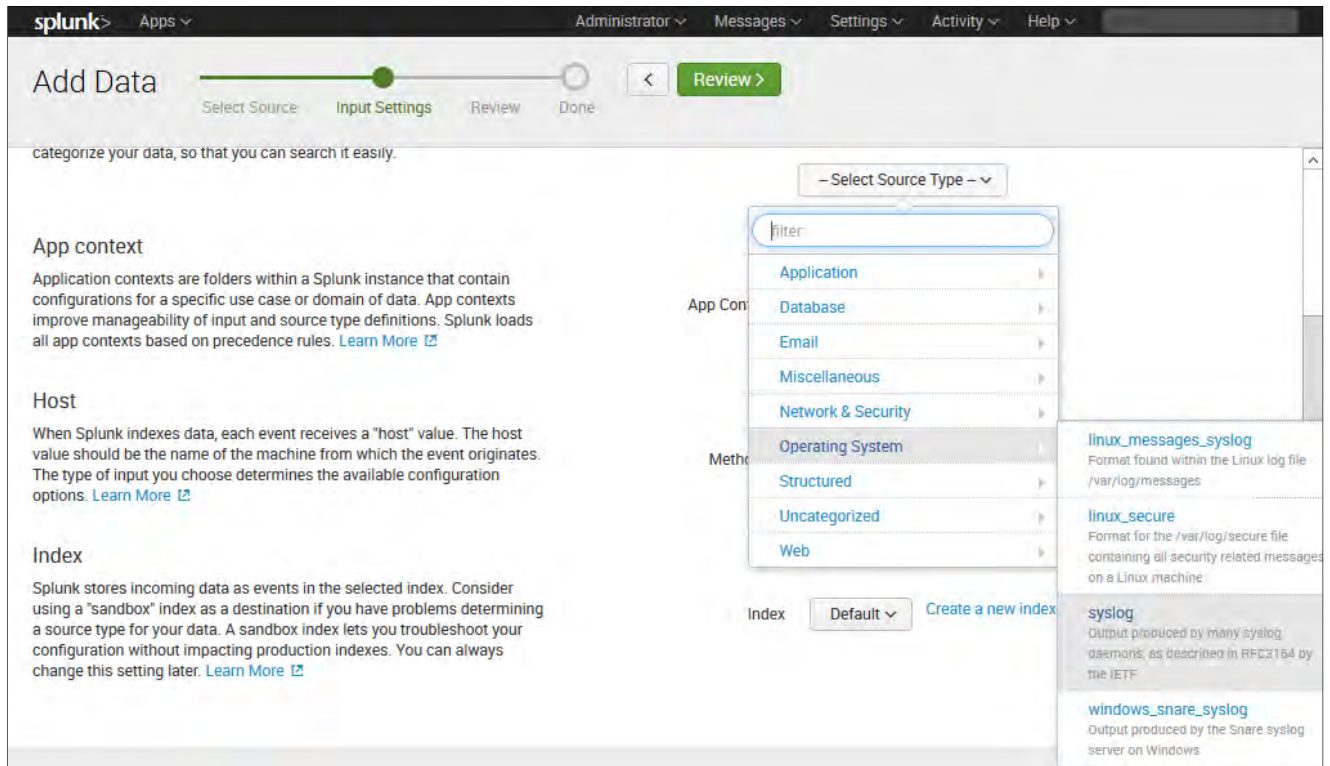 splunk> Apps Administrator Messages Settings Activity Help
Add Data
Select Source Input Settings Review Done
< Review >
categorize your data, so that you can search it easily.
– Select Source Type –
filter
Application
Database
Email
Miscellaneous
Network & Security
Operating System
Structured
Uncategorized
Web
App context
Application contexts are folders within a Splunk instance that contain
configurations for a specific use case or domain of data. App contexts
improve manageability of input and source type definitions. Splunk loads
all app contexts based on precedence rules. Learn More
App Con
Host
When Splunk indexes data, each event receives a "host" value. The host
value should be the name of the machine from which the event originates.
The type of input you choose determines the available configuration
options. Learn More
Metho
Index
Splunk stores incoming data as events in the selected index. Consider
using a "sandbox" index as a destination if you have problems determining
a source type for your data. A sandbox index lets you troubleshoot your
configuration without impacting production indexes. You can always
change this setting later. Learn More
Index Default Create a new index
linux_messages_syslog
Format found within the Linux log file
/var/log/messages
linux_secure
Format for the /var/log/secure file
containing all security related messages
on a Linux machine
syslog
Output produced by many syslog
daemons, as described in RFC3164 by
the IETF
windows_snare_syslog
Output produced by the Snare syslog
server on Windows